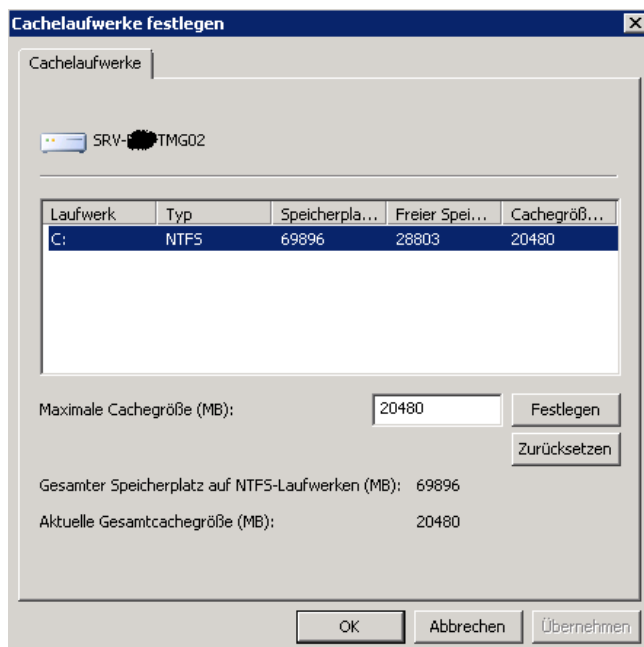 Cachelaufwerke festlegen
Cachelaufwerke
SRV- TMG02
Laufwerk Typ Speicherpla... Freier Spei... Cachegröß...
C: NTFS 69896 28803 20480
Maximale Cachegröße (MB): 20480 Festlegen
Zurücksetzen
Gesamter Speicherplatz auf NTFS-Laufwerken (MB): 69896
Aktuelle Gesamtcachegröße (MB): 20480
OK Abbrechen Übernehmen